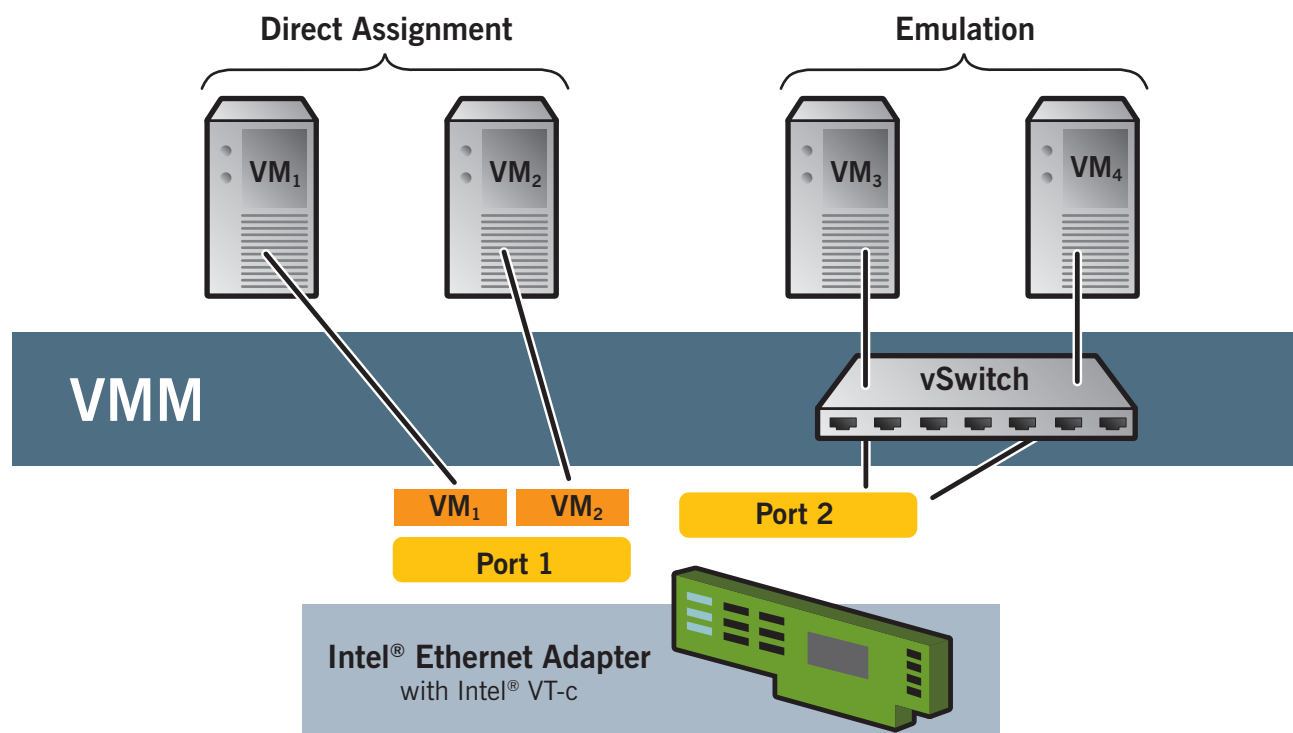 Direct Assignment
Emulation
VM₁
VM₂
VM₃
VM₄
VMM
vSwitch
VM₁
VM₂
Port 2
Port 1
Intel® Ethernet Adapter
with Intel® VT-c